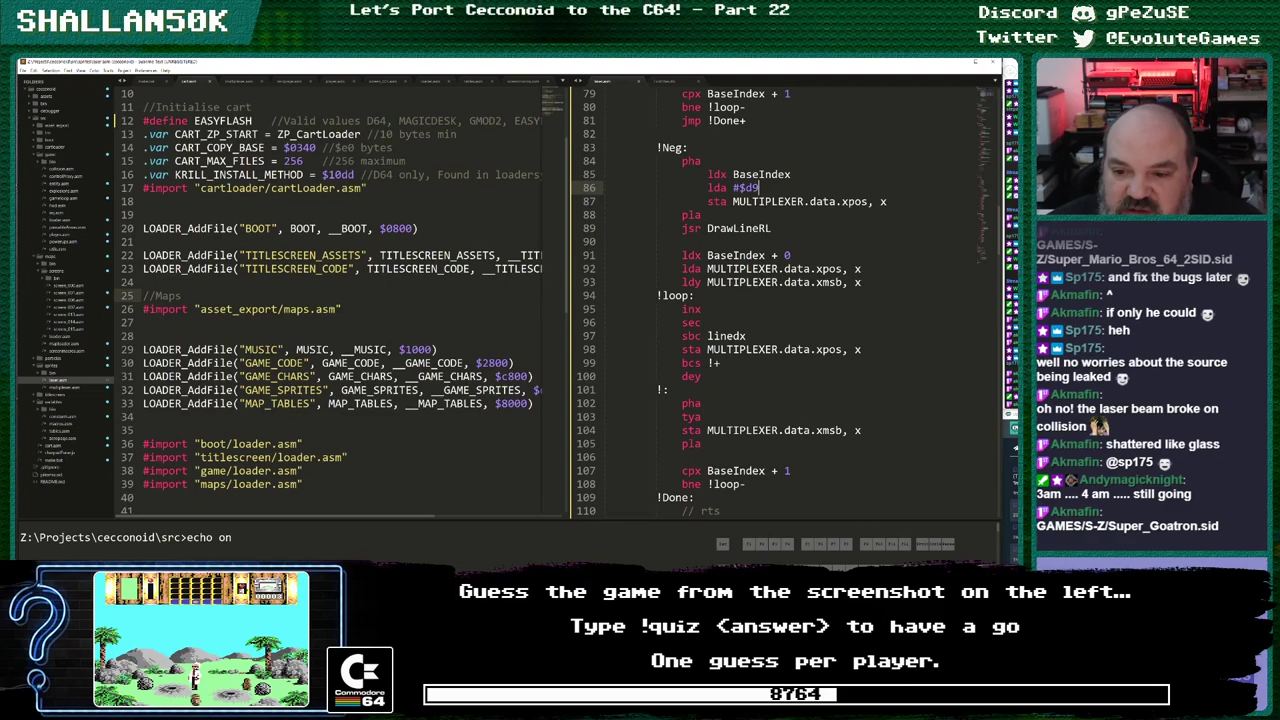 SHALLAN50K
Let's Port Cecconoid to the C64! - Part 22
Discord gPeZuSE
Twitter @EvoluteGames
10
11 //Initialise cart
12 #define EASYFLASH //Valid values D64, MAGICDESK, GMOD2, EASY
13 .var CART_ZP_START = ZP_CartLoader //10 bytes min
14 .var CART_COPY_BASE = $0340 //$e0 bytes
15 .var CART_MAX_FILES = 256 //256 maximum
16 .var KRILL_INSTALL_METHOD = $10dd //D64 only, Found in loaders
17 #import "cartloader/cartLoader.asm"
18
19
20 LOADER_AddFile("BOOT", BOOT, __BOOT, $0800)
21
22 LOADER_AddFile("TITLESCREEN_ASSETS", TITLESCREEN_ASSETS, __TIT
23 LOADER_AddFile("TITLESCREEN_CODE", TITLESCREEN_CODE, __TITLESC
24
25 //Maps
26 #import "asset_export/maps.asm"
27
28
29 LOADER_AddFile("MUSIC", MUSIC, __MUSIC, $1000)
30 LOADER_AddFile("GAME_CODE", GAME_CODE, __GAME_CODE, $2800)
31 LOADER_AddFile("GAME_CHARS", GAME_CHARS, __GAME_CHARS, $c800)
32 LOADER_AddFile("GAME_SPRITES", GAME_SPRITES, __GAME_SPRITES, $
33 LOADER_AddFile("MAP_TABLES", MAP_TABLES, __MAP_TABLES, $8000)
34
35
36 #import "boot/loader.asm"
37 #import "titlescreen/loader.asm"
38 #import "game/loader.asm"
39 #import "maps/loader.asm"
40
41
79 cpx BaseIndex + 1
80 bne !loop-
81 jmp !Done+
82
83 !Neg:
84 pha
85 ldx BaseIndex
86 lda #$d9
87 sta MULTIPLEXER.data.xpos, x
88 pla
89 jsr DrawLineRL
90
91 ldx BaseIndex + 0
92 lda MULTIPLEXER.data.xpos, x
93 ldy MULTIPLEXER.data.xmsb, x
94 !loop:
95 inx
96 sec
97 sbc linedx
98 sta MULTIPLEXER.data.xpos, x
99 bcs !+
100 dey
101 !:
102 pha
103 tya
104 sta MULTIPLEXER.data.xmsb, x
105 pla
106
107 cpx BaseIndex + 1
108 bne !loop-
109 !Done:
110 // rts
Z:\Projects\cecconoid\src>echo on
GAMES/S-
Z/Super_Mario_Bros_64_2SID.sid
Sp175: and fix the bugs later
Akmafin: ^
Akmafin: if only he could
Sp175: heh
Sp175:
well no worries about the source
being leaked
Akmafin:
oh no! the laser beam broke on
collision
Akmafin: shattered like glass
Akmafin: @sp175
Andymagicknight:
3am .... 4 am ..... still going
Akmafin:
GAMES/S-Z/Super_Goatron.sid
Guess the game from the screenshot on the left...
Type !quiz <answer> to have a go
One guess per player.
Commodore
64
8764